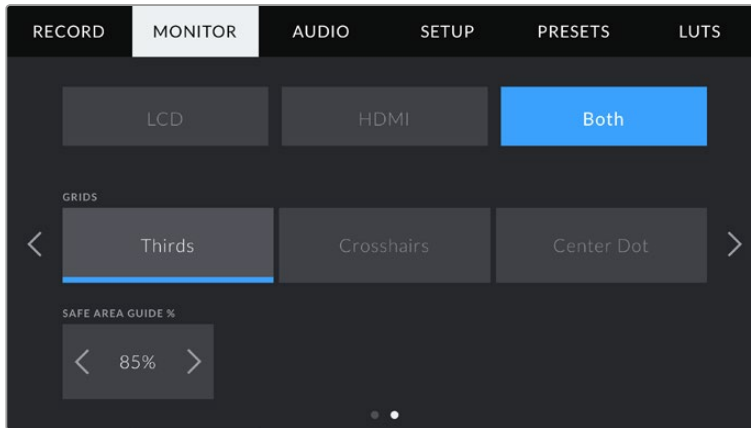 RECORD MONITOR AUDIO SETUP PRESETS LUTS
LCD HDMI Both
GRIDS
Thirds Crosshairs Center Dot
SAFE AREA GUIDE %
85%